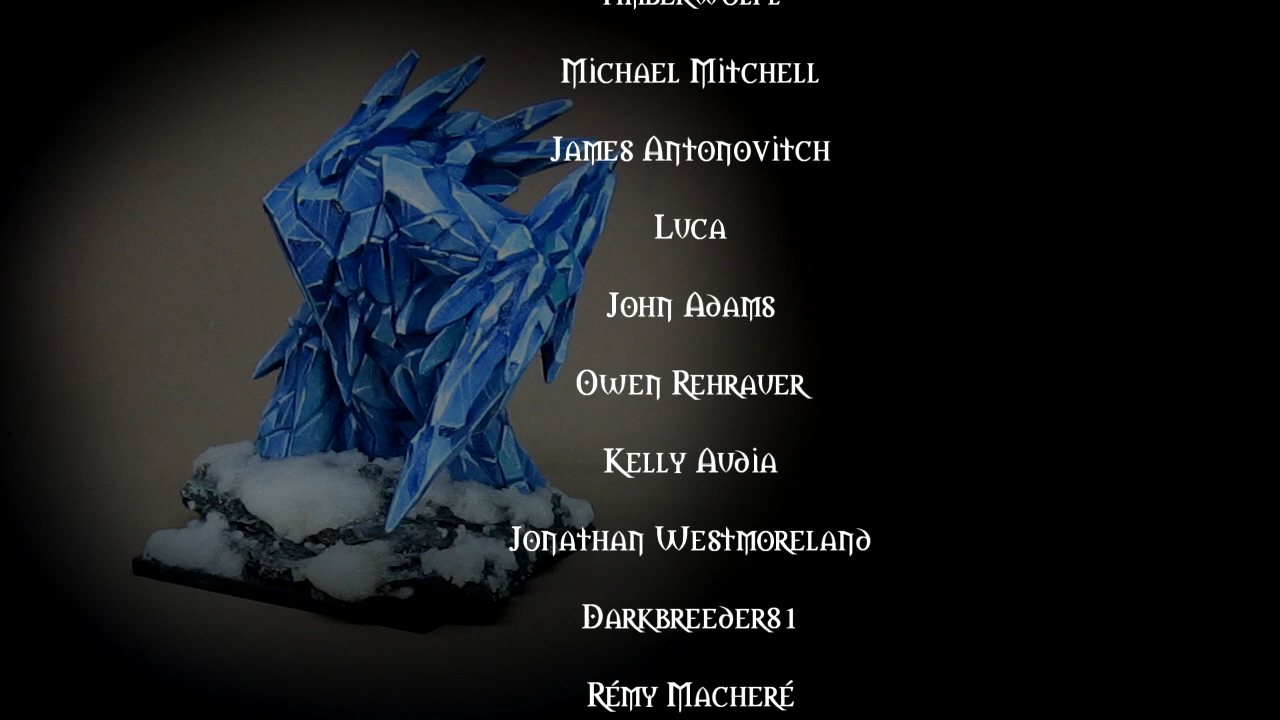 Michael Mitchell
James Antonovitch
Luca
John Adams
Owen Rehrauer
Kelly Audia
Jonathan Westmoreland
Darkbreeder81
Rémy Macheré